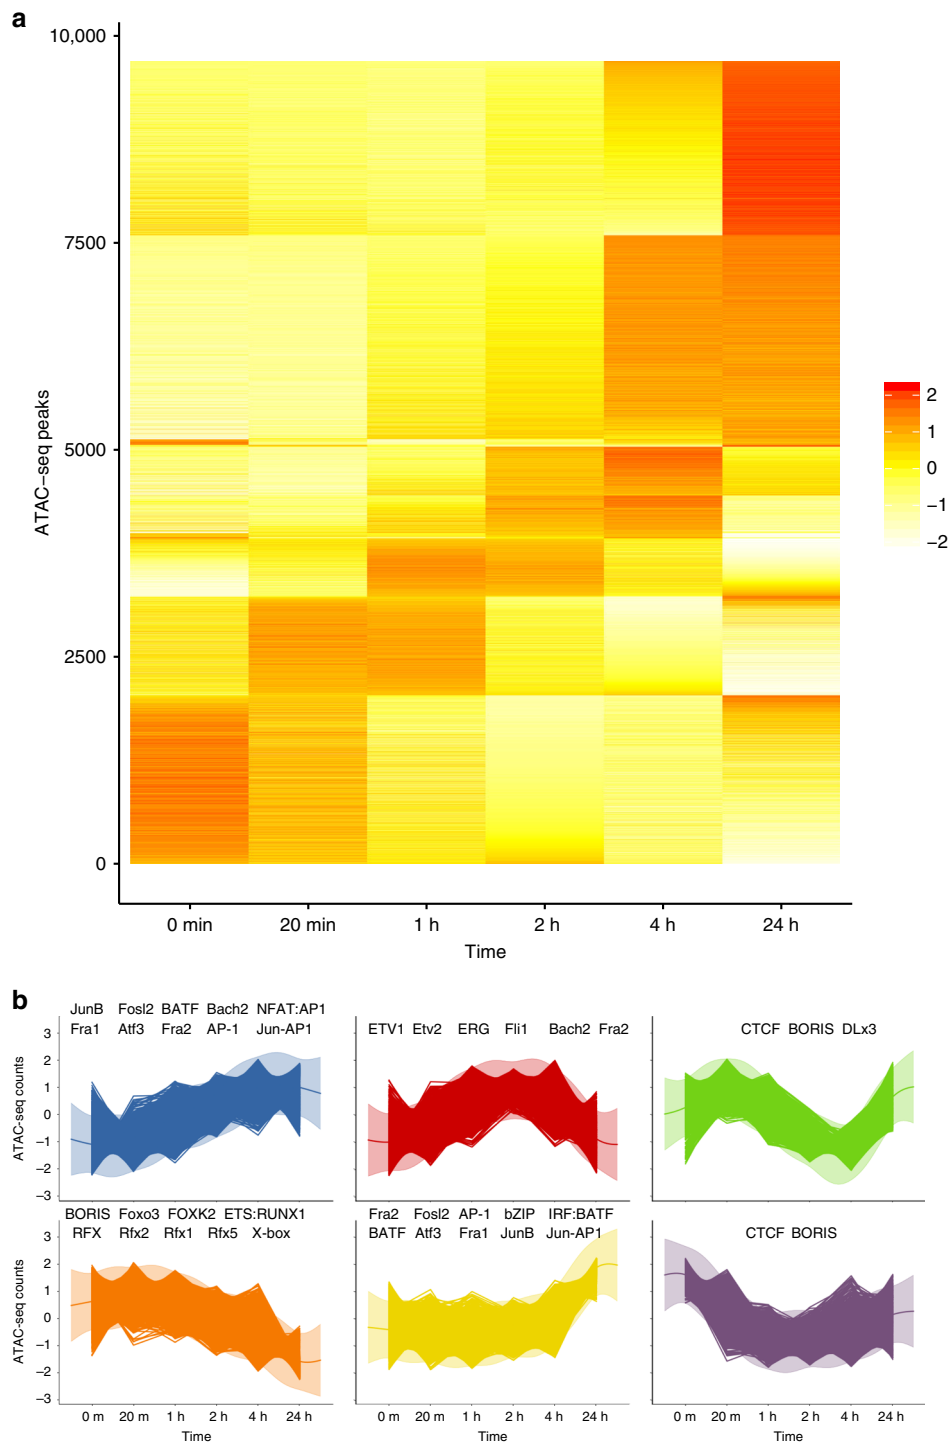 a
10,000
7500
5000
2500
0
ATAC−seq peaks
0 min 20 min 1 h 2 h 4 h 24 h
Time
2
1
0
−1
−2
b
JunB Fosl2 BATF Bach2 NFAT:AP1
Fra1 Atf3 Fra2 AP-1 Jun-AP1
ETV1 Etv2 ERG Fli1 Bach2 Fra2
CTCF BORIS DLx3
3
2
1
0
−1
−2
−3
ATAC-seq counts
BORIS Foxo3 FOXK2 ETS:RUNX1
RFX Rfx2 Rfx1 Rfx5 X-box
Fra2 Fosl2 AP-1 bZIP IRF:BATF
BATF Atf3 Fra1 JunB Jun-AP1
CTCF BORIS
3
2
1
0
−1
−2
−3
ATAC-seq counts
0 m 20 m 1 h 2 h 4 h 24 h
Time
0 m 20 m 1 h 2 h 4 h 24 h
Time
0 m 20 m 1 h 2 h 4 h 24 h
Time